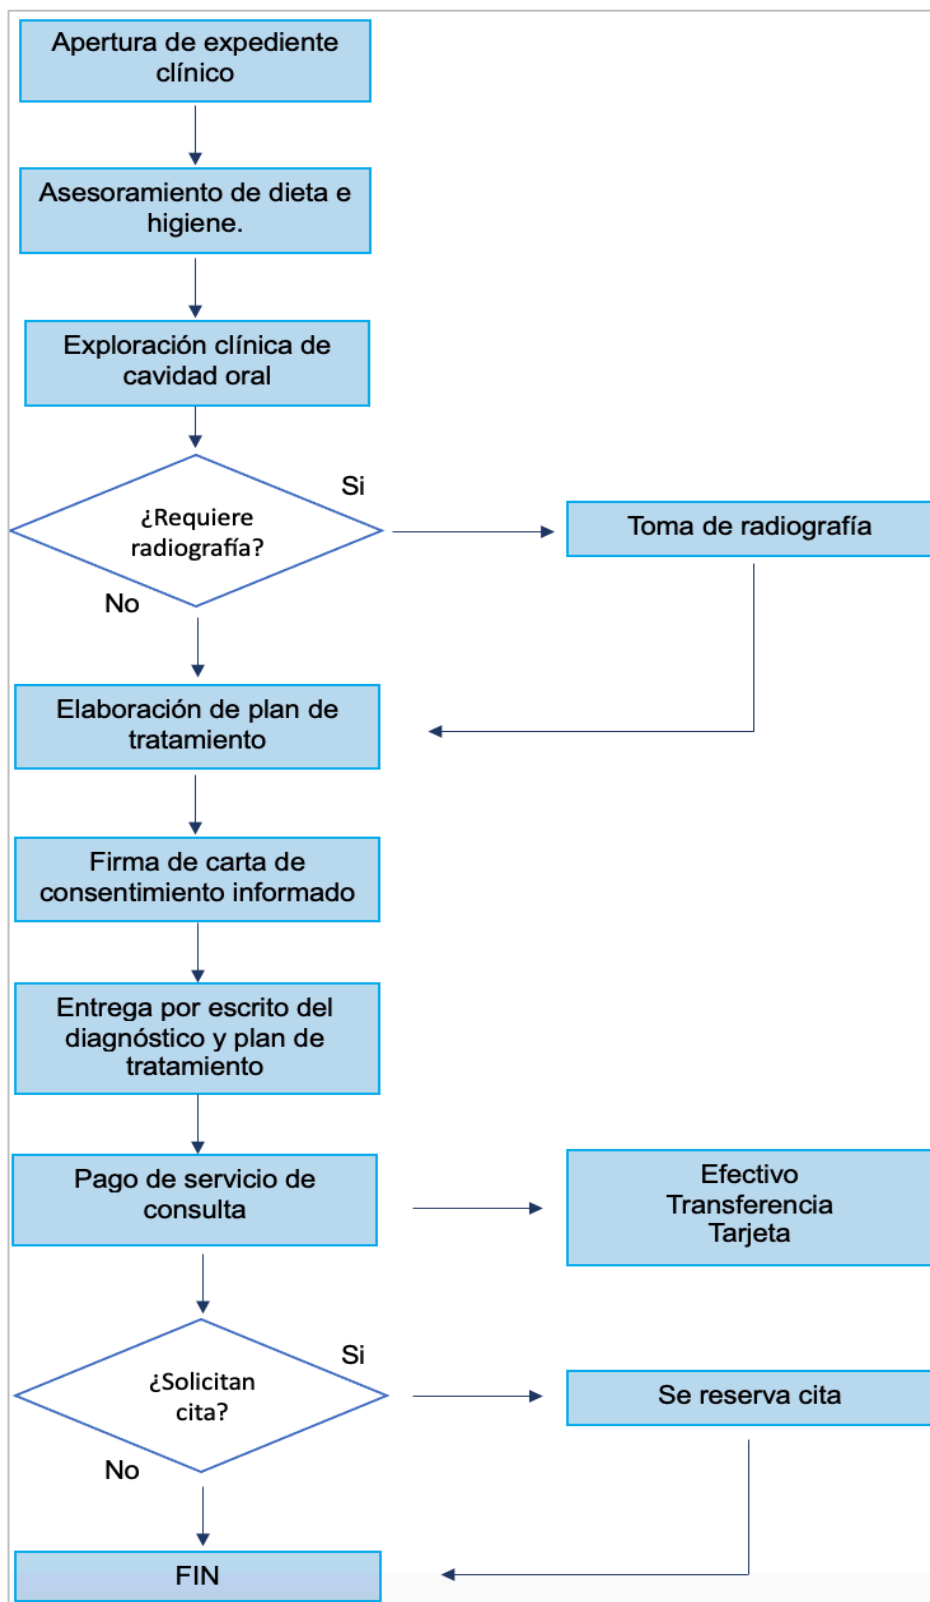 Apertura de expediente
clínico
Asesoramiento de dieta e
higiene.
Exploración clínica de
cavidad oral
Si
¿Requiere
radiografía?
Toma de radiografía
No
Elaboración de plan de
tratamiento
Firma de carta de
consentimiento informado
Entrega por escrito del
diagnóstico y plan de
tratamiento
Pago de servicio de
consulta
Efectivo
Transferencia
Tarjeta
Si
¿Solicitan
cita?
Se reserva cita
No
FIN